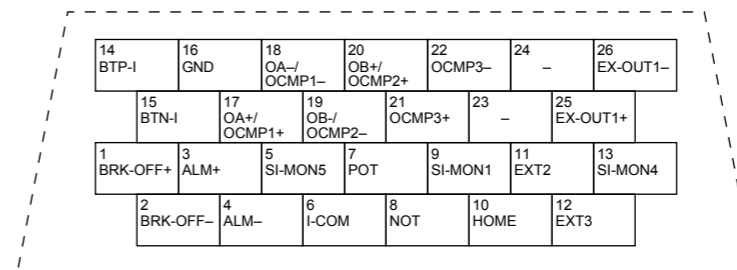 14 16 18 20 22 24 26
BTP-I GND OA–/ OB+/ OCMP3– – EX-OUT1–
OCMP1– OCMP2+
15 17 19 21 23 25
BTN-I OA+/ OB-/ OCMP3+ – EX-OUT1+
OCMP1+ OCMP2–
1 3 5 7 9 11 13
BRK-OFF+ ALM+ SI-MON5 POT SI-MON1 EXT2 SI-MON4
2 4 6 8 10 12
BRK-OFF– ALM– I-COM NOT HOME EXT3